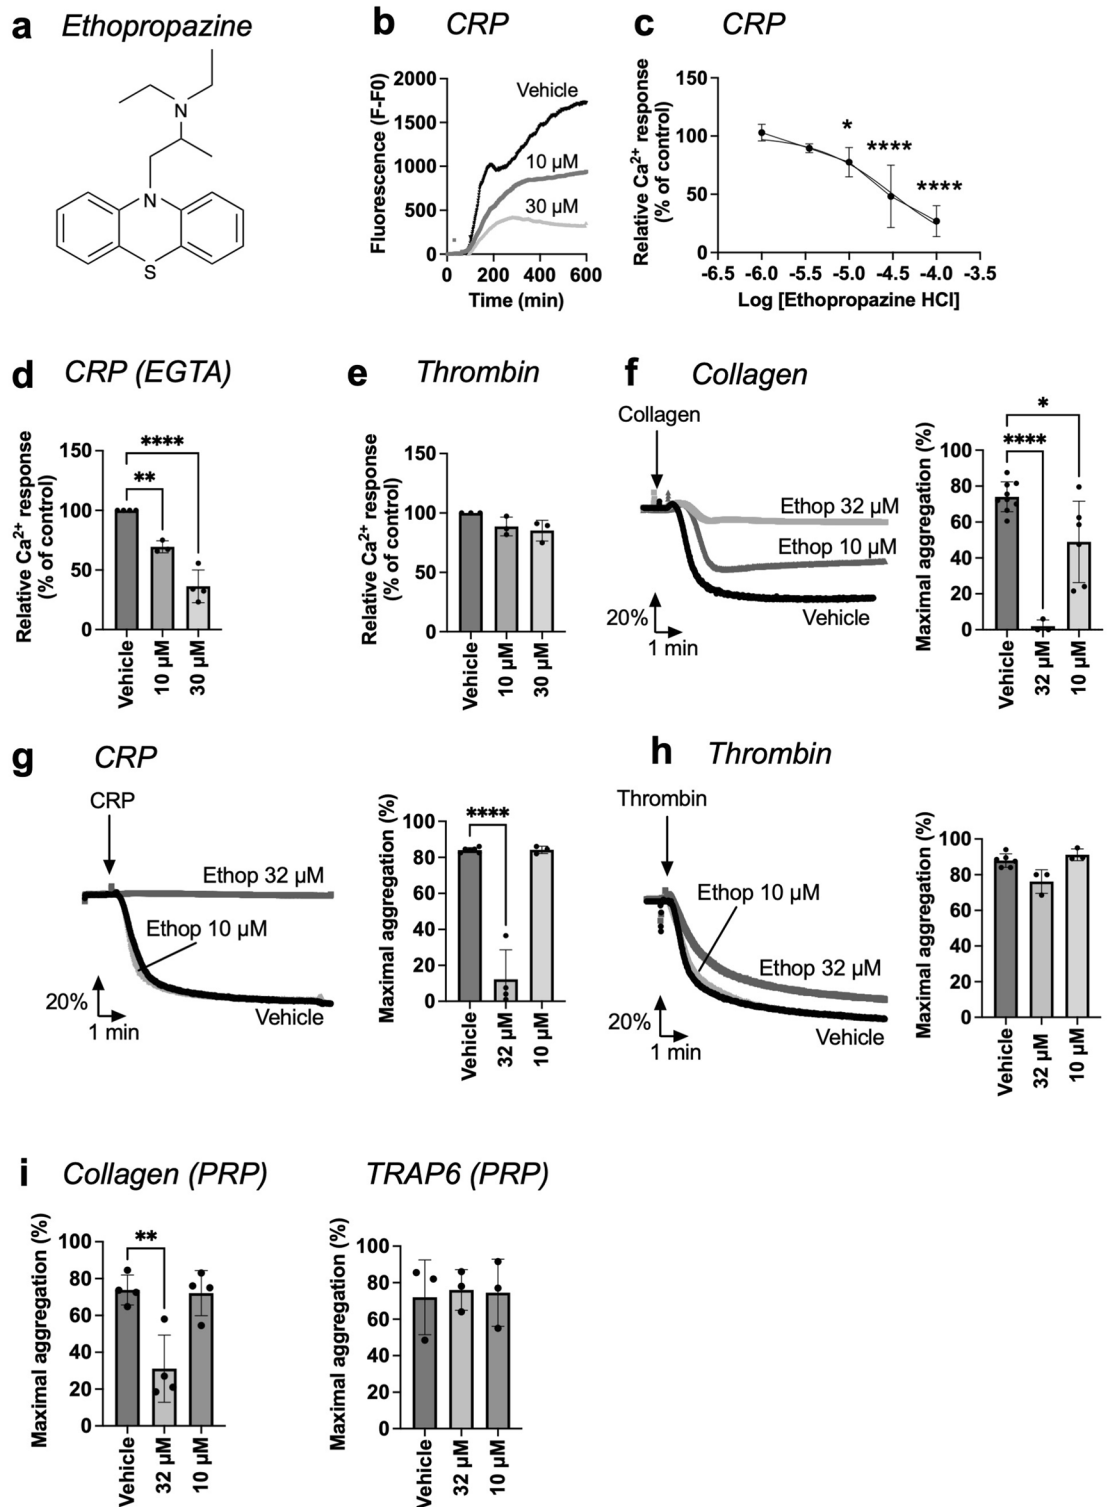 a Ethopropazine
N
N
S
b CRP
Fluorescence (F-F0)
2000
1500
1000
500
0
Vehicle
10 µM
30 µM
0 200 400 600
Time (min)
c CRP
Relative Ca2+ response
(% of control)
150
100
50
0
*
****
****
-6.5 -6.0 -5.5 -5.0 -4.5 -4.0 -3.5
Log [Ethopropazine HCl]
d CRP (EGTA)
Relative Ca2+ response
(% of control)
150
100
50
0
****
**
Vehicle
10 µM
30 µM
e Thrombin
Relative Ca2+ response
(% of control)
150
100
50
0
Vehicle
10 µM
30 µM
f Collagen
Collagen
Ethop 32 µM
Ethop 10 µM
Vehicle
20%
1 min
Maximal aggregation (%)
100
80
60
40
20
0
*
****
Vehicle
32 µM
10 µM
g CRP
CRP
Ethop 32 µM
Ethop 10 µM
Vehicle
20%
1 min
Maximal aggregation (%)
100
80
60
40
20
0
****
Vehicle
32 µM
10 µM
h Thrombin
Thrombin
Ethop 10 µM
Ethop 32 µM
Vehicle
20%
1 min
Maximal aggregation (%)
100
80
60
40
20
0
Vehicle
32 µM
10 µM
i Collagen (PRP)
Maximal aggregation (%)
100
80
60
40
20
0
**
Vehicle
32 µM
10 µM
TRAP6 (PRP)
Maximal aggregation (%)
100
80
60
40
20
0
Vehicle
32 µM
10 µM